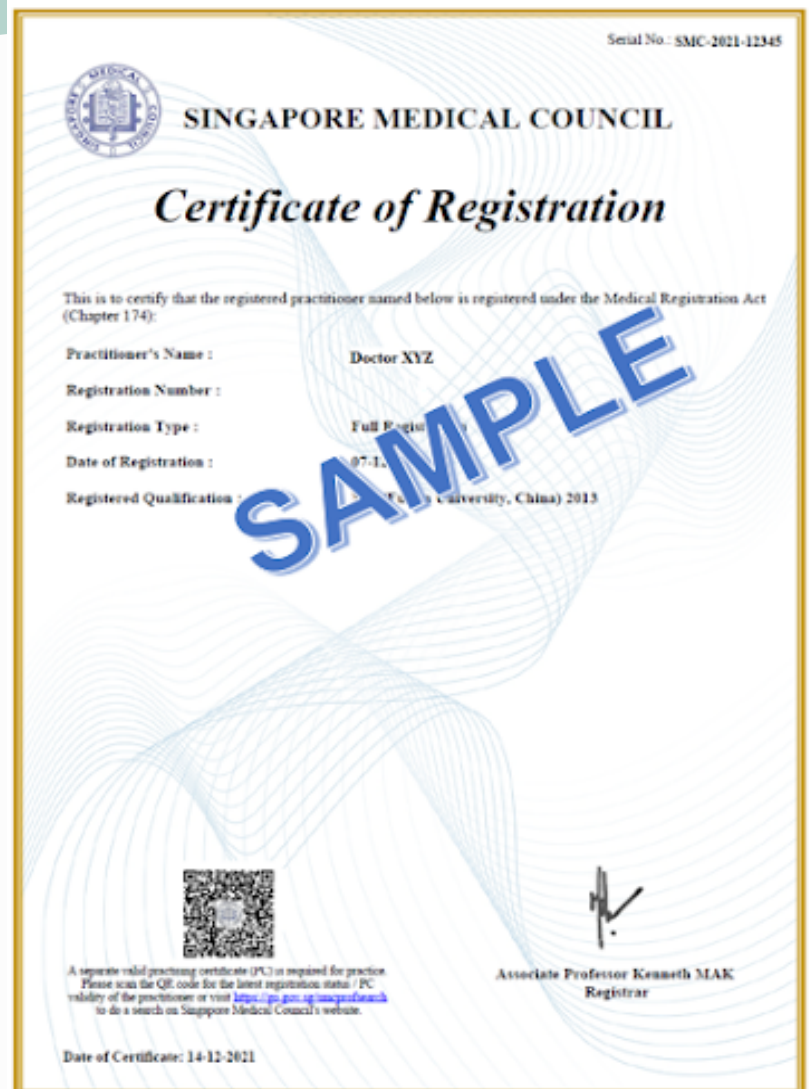 Serial No.: SMC-2021-12345
SINGAPORE MEDICAL COUNCIL
SINGAPORE MEDICAL COUNCIL
Certificate of Registration
This is to certify that the registered practitioner named below is registered under the Medical Registration Act
(Chapter 174):
Practitioner's Name : Doctor XYZ
Registration Number :
Registration Type : Full
Date of Registration :
Registered Qualification : University, China) 2013
SAMPLE
A separate valid practising certificate (PC) is required for practice.
Please scan the QR code for the latest registration status / PC
validity of the practitioner or visit https://go.gov.sg/smcprofsearch
to do a search on Singapore Medical Council's website.
Associate Professor Kenneth MAK
Registrar
Date of Certificate: 14-12-2021